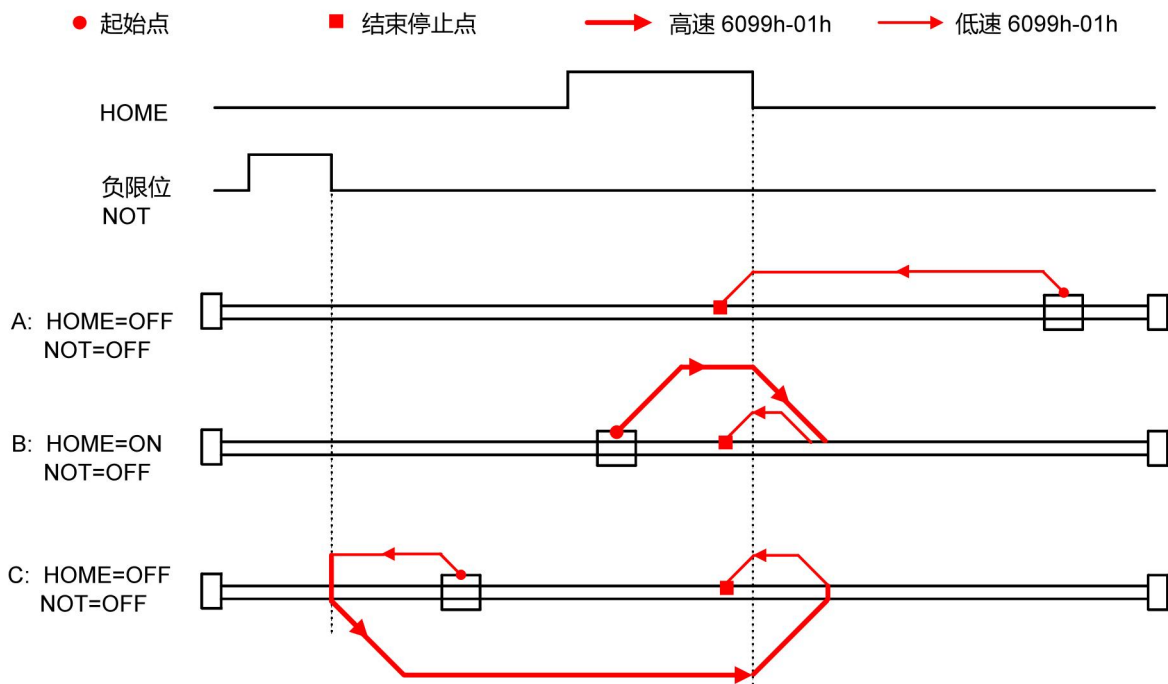 起始点
结束停止点
高速 6099h-01h
低速 6099h-01h
HOME
负限位
NOT
A: HOME=OFF
NOT=OFF
B: HOME=ON
NOT=OFF
C: HOME=OFF
NOT=OFF